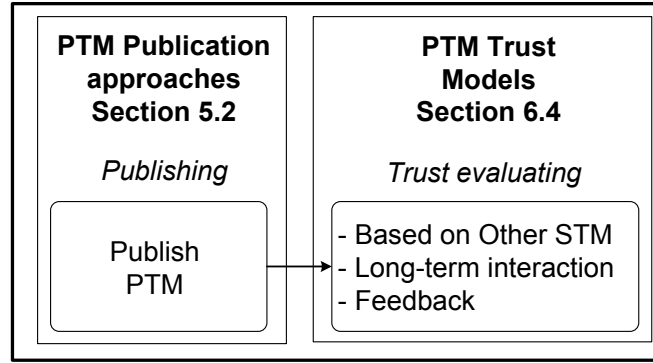 PTM Publication
approaches
Section 5.2
Publishing
Publish
PTM
PTM Trust
Models
Section 6.4
Trust evaluating
- Based on Other STM
- Long-term interaction
- Feedback